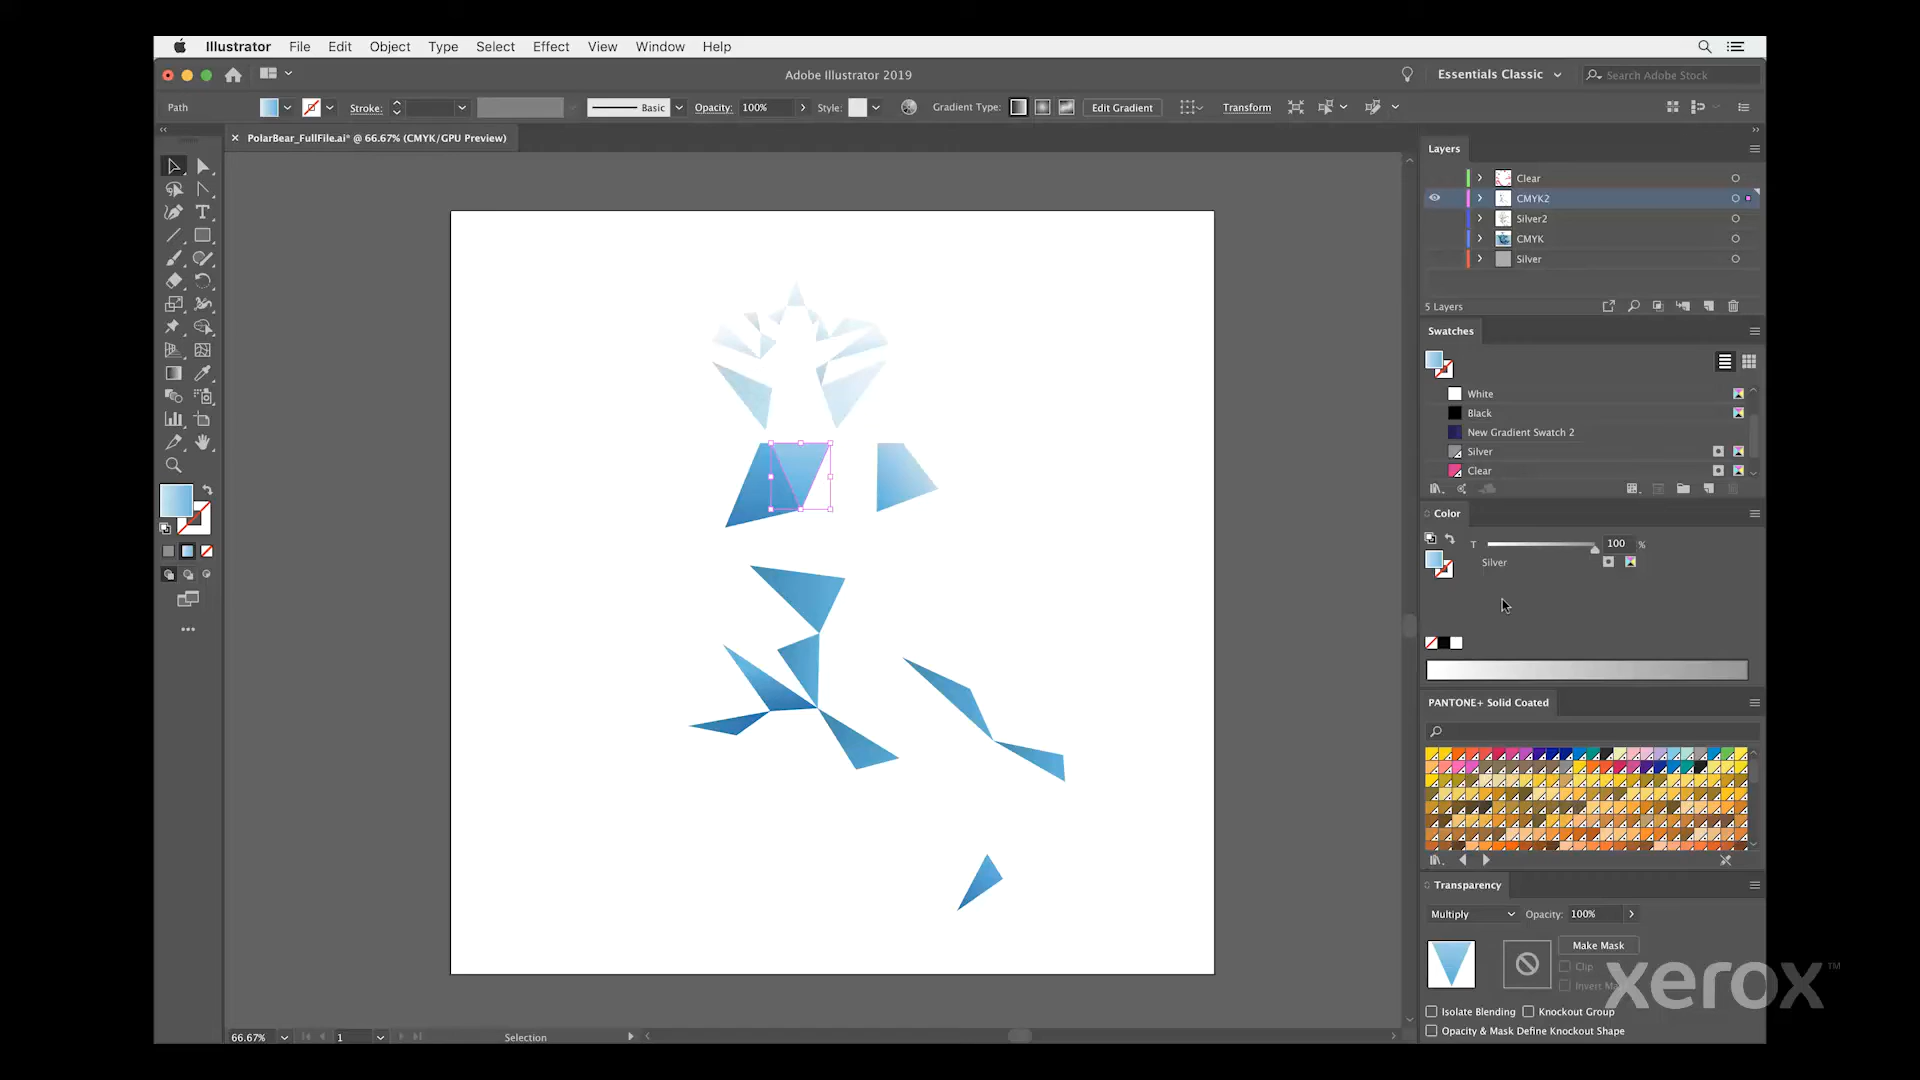 Illustrator File Edit Object Type Select Effect View Window Help
Adobe Illustrator 2019
Essentials Classic
Search Adobe Stock
Path
Stroke:
Basic
Opacity: 100%
Style:
Gradient Type:
Edit Gradient
Transform
PolarBear_FullFile.ai* @ 66.67% (CMYK/GPU Preview)
Layers
Clear
CMYK2
Silver2
CMYK
Silver
5 Layers
Swatches
White
Black
New Gradient Swatch 2
Silver
Clear
Color
T 100 %
Silver
PANTONE+ Solid Coated
Transparency
Multiply Opacity: 100%
Make Mask
Clip
Invert M
xerox™
Isolate Blending Knockout Group
Opacity & Mask Define Knockout Shape
66.67% 1 Selection